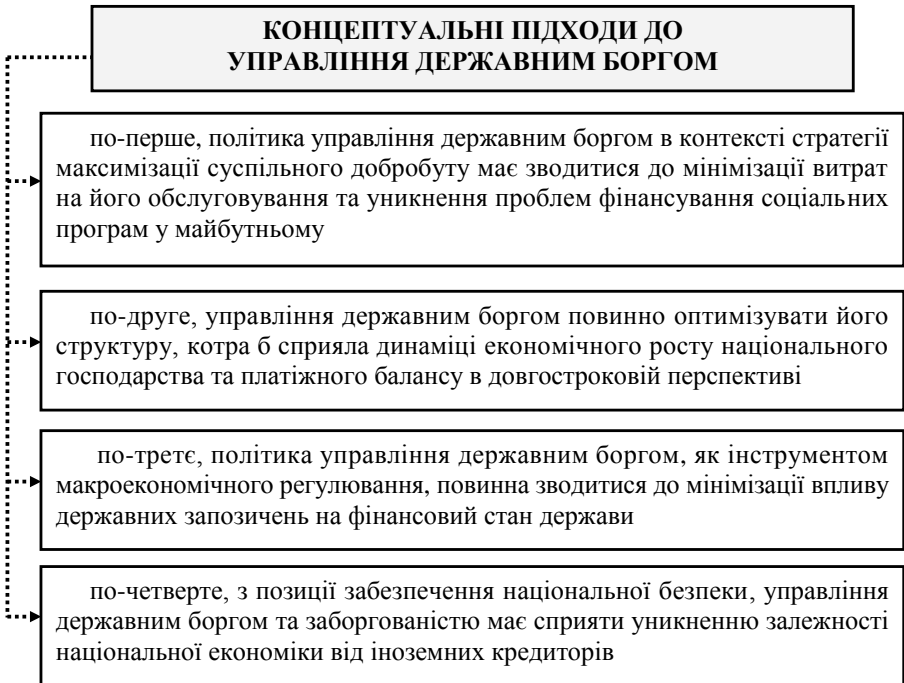 КОНЦЕПТУАЛЬНІ ПІДХОДИ ДО
УПРАВЛІННЯ ДЕРЖАВНИМ БОРГОМ
по-перше, політика управління державним боргом в контексті стратегії
максимізації суспільного добробуту має зводитися до мінімізації витрат
на його обслуговування та уникнення проблем фінансування соціальних
програм у майбутньому
по-друге, управління державним боргом повинно оптимізувати його
структуру, котра б сприяла динаміці економічного росту національного
господарства та платіжного балансу в довгостроковій перспективі
по-третє, політика управління державним боргом, як інструментом
макроекономічного регулювання, повинна зводитися до мінімізації впливу
державних запозичень на фінансовий стан держави
по-четверте, з позиції забезпечення національної безпеки, управління
державним боргом та заборгованістю має сприяти уникненню залежності
національної економіки від іноземних кредиторів